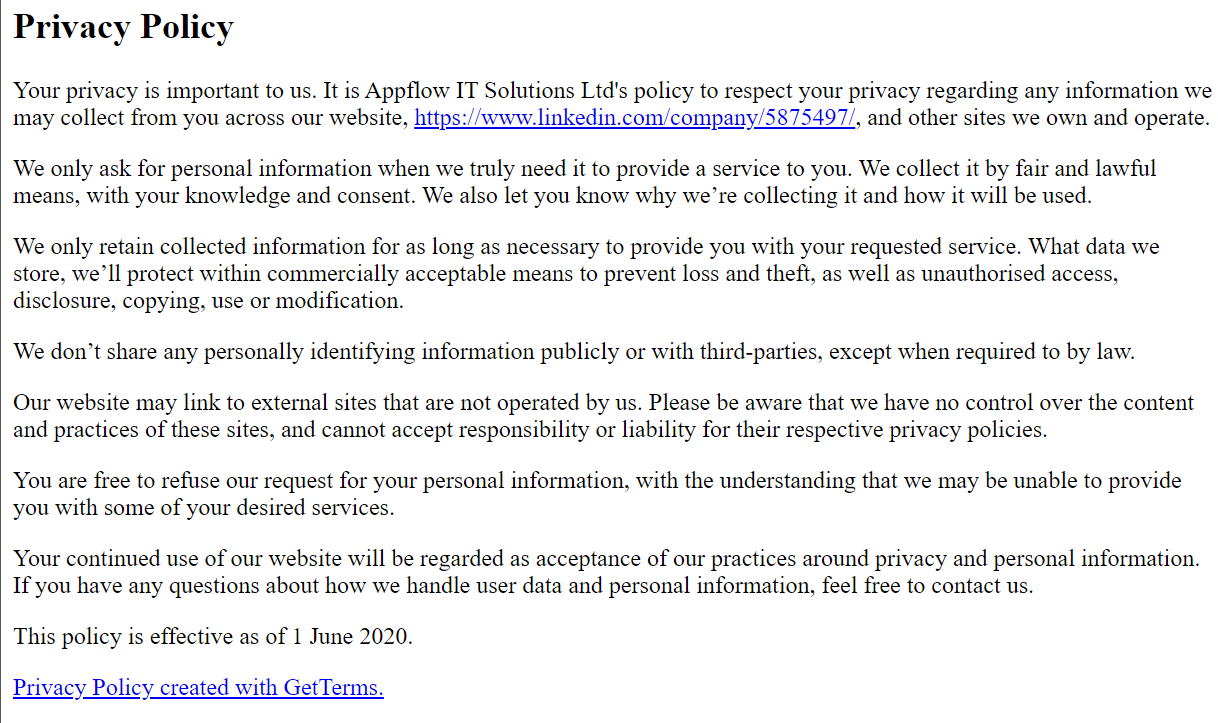 Privacy Policy
Your privacy is important to us. It is Appflow IT Solutions Ltd's policy to respect your privacy regarding any information we
may collect from you across our website, https://www.linkedin.com/company/5875497/, and other sites we own and operate.
We only ask for personal information when we truly need it to provide a service to you. We collect it by fair and lawful
means, with your knowledge and consent. We also let you know why we’re collecting it and how it will be used.
We only retain collected information for as long as necessary to provide you with your requested service. What data we
store, we’ll protect within commercially acceptable means to prevent loss and theft, as well as unauthorised access,
disclosure, copying, use or modification.
We don’t share any personally identifying information publicly or with third-parties, except when required to by law.
Our website may link to external sites that are not operated by us. Please be aware that we have no control over the content
and practices of these sites, and cannot accept responsibility or liability for their respective privacy policies.
You are free to refuse our request for your personal information, with the understanding that we may be unable to provide
you with some of your desired services.
Your continued use of our website will be regarded as acceptance of our practices around privacy and personal information.
If you have any questions about how we handle user data and personal information, feel free to contact us.
This policy is effective as of 1 June 2020.
Privacy Policy created with GetTerms.